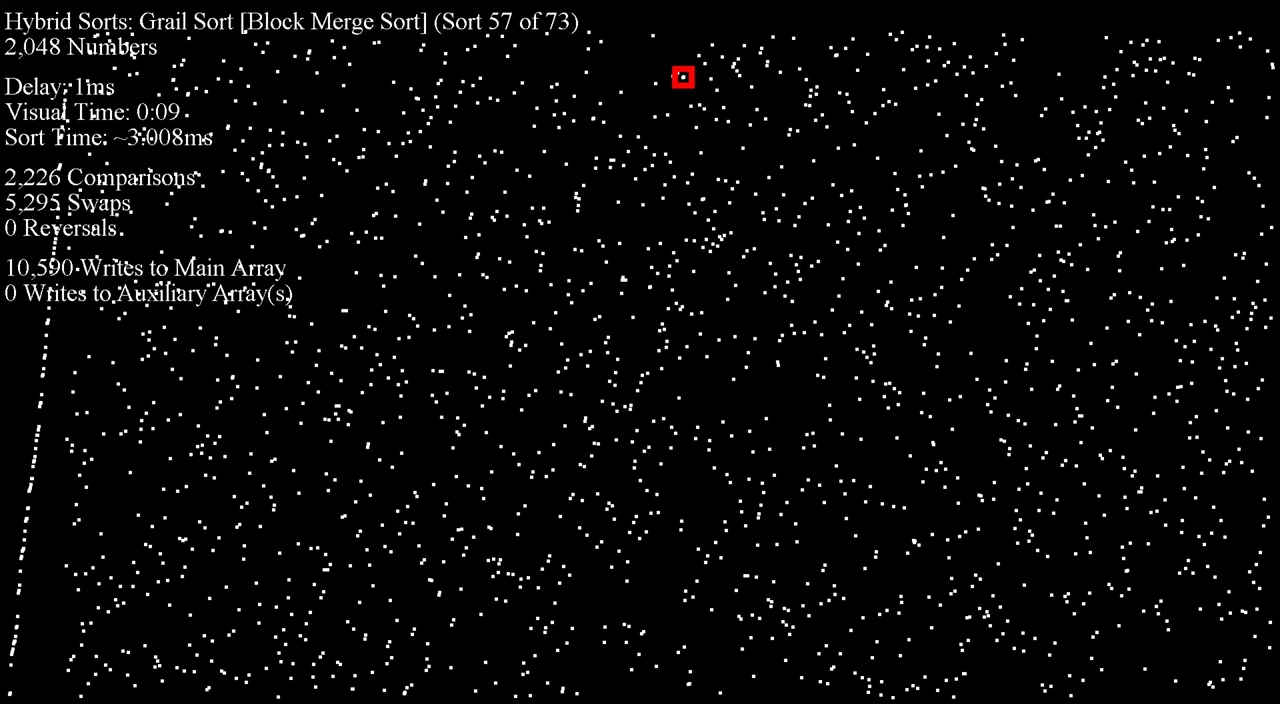 Hybrid Sorts: Grail Sort [Block Merge Sort] (Sort 57 of 73)
2,048 Numbers
Delay: 1ms
Visual Time: 0:09
Sort Time: ~3.008ms
2,226 Comparisons
5,295 Swaps
0 Reversals
10,590 Writes to Main Array
0 Writes to Auxiliary Array(s)